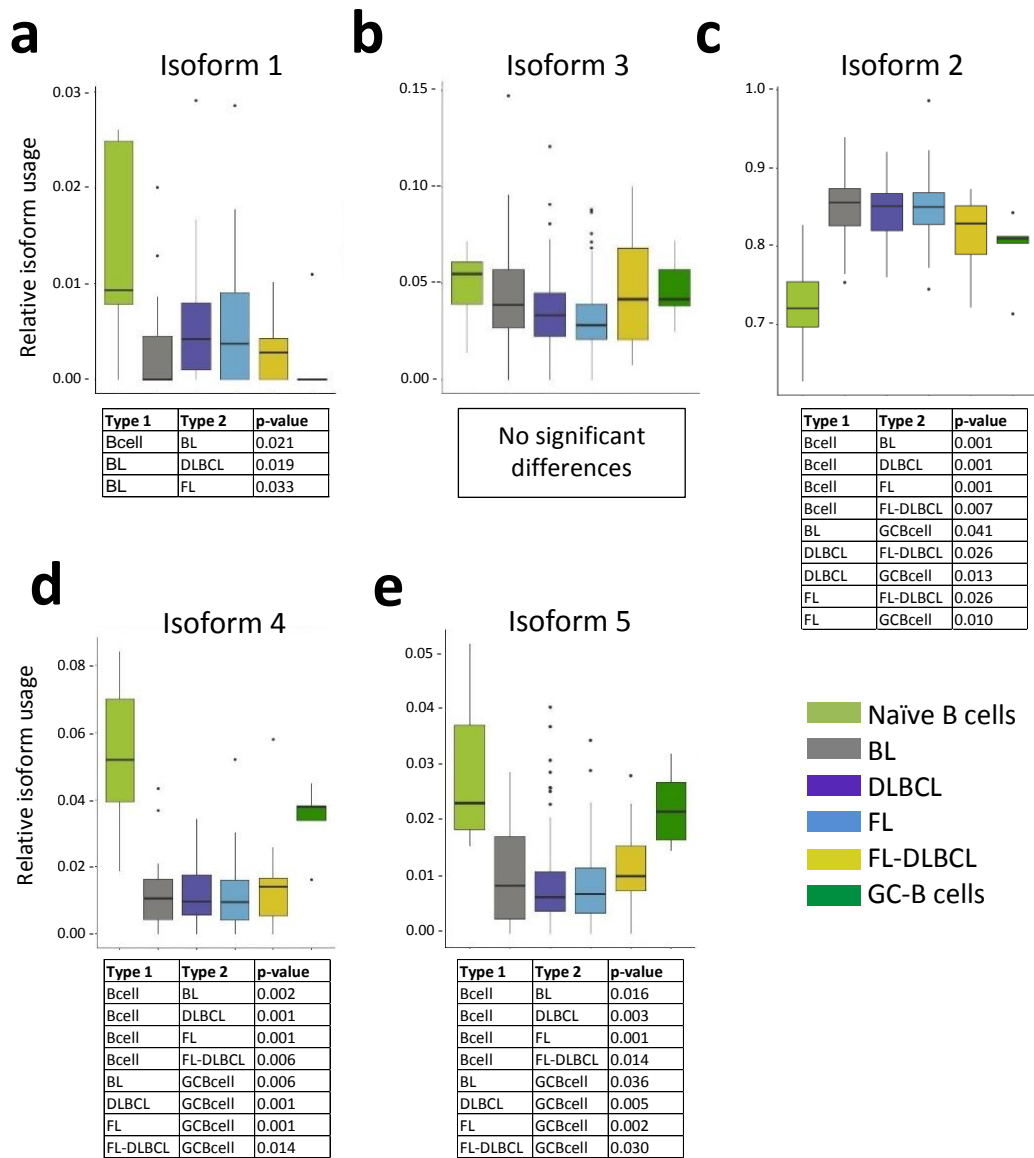 a
Isoform 1
Relative isoform usage
0.03
0.02
0.01
0.00
Type 1 Type 2 p-value
Bcell BL 0.021
BL DLBCL 0.019
BL FL 0.033
b
Isoform 3
0.15
0.10
0.05
0.00
No significant
differences
c
Isoform 2
1.0
0.9
0.8
0.7
Type 1 Type 2 p-value
Bcell BL 0.001
Bcell DLBCL 0.001
Bcell FL 0.001
Bcell FL-DLBCL 0.007
BL GCBcell 0.041
DLBCL FL-DLBCL 0.026
DLBCL GCBcell 0.013
FL FL-DLBCL 0.026
FL GCBcell 0.010
d
Isoform 4
Relative isoform usage
0.08
0.06
0.04
0.02
0.00
Type 1 Type 2 p-value
Bcell BL 0.002
Bcell DLBCL 0.001
Bcell FL 0.001
Bcell FL-DLBCL 0.006
BL GCBcell 0.006
DLBCL GCBcell 0.001
FL GCBcell 0.001
FL-DLBCL GCBcell 0.014
e
Isoform 5
0.05
0.04
0.03
0.02
0.01
0.00
Type 1 Type 2 p-value
Bcell BL 0.016
Bcell DLBCL 0.003
Bcell FL 0.001
Bcell FL-DLBCL 0.014
BL GCBcell 0.036
DLBCL GCBcell 0.005
FL GCBcell 0.002
FL-DLBCL GCBcell 0.030
Naïve B cells
BL
DLBCL
FL
FL-DLBCL
GC-B cells